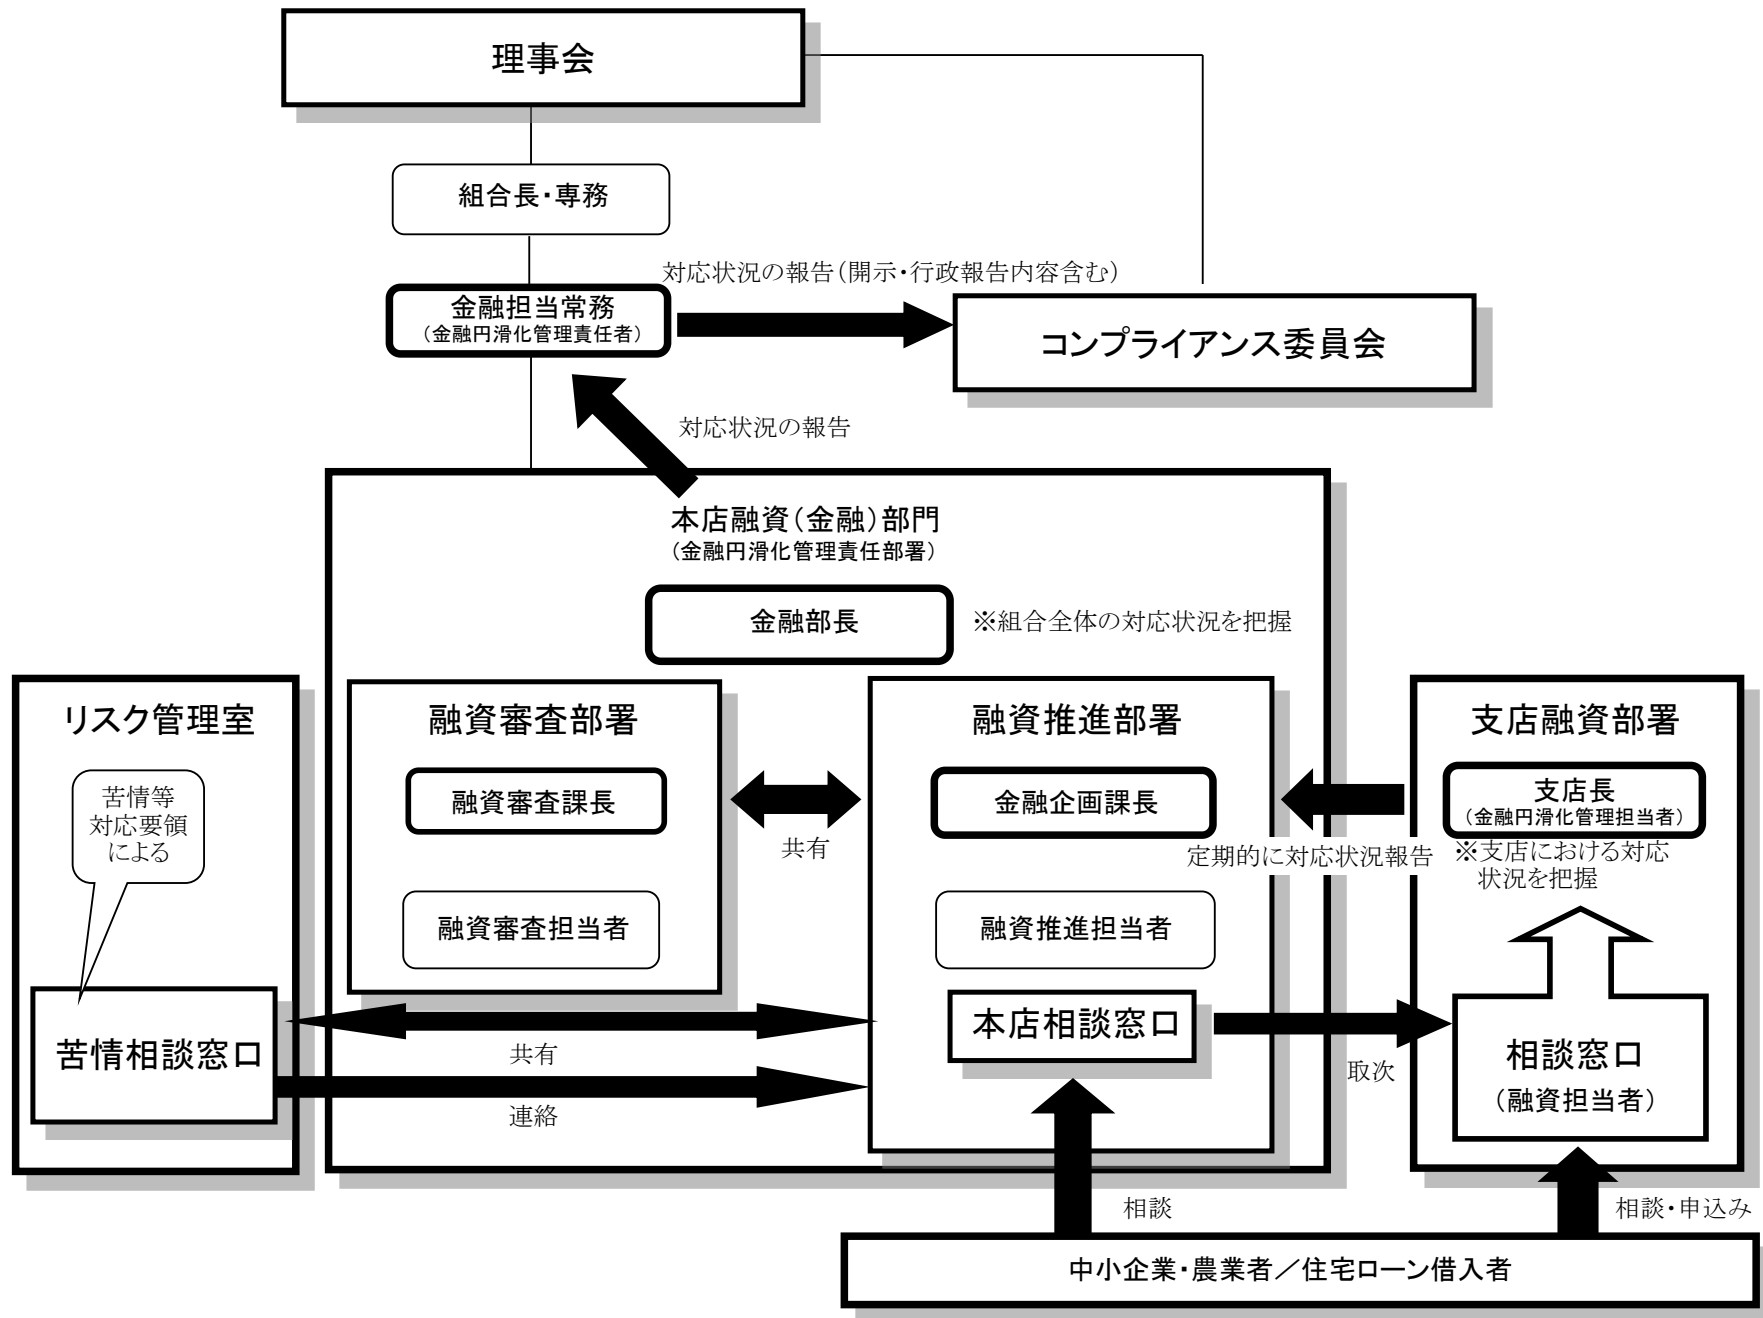 理事会
組合長・専務
対応状況の報告(開示・行政報告内容含む)
金融担当常務
(金融円滑化管理責任者)
コンプライアンス委員会
対応状況の報告
本店融資(金融)部門
(金融円滑化管理責任部署)
金融部長
※組合全体の対応状況を把握
リスク管理室
苦情等
対応要領
による
苦情相談窓口
融資審査部署
融資審査課長
融資審査担当者
共有
融資推進部署
金融企画課長
融資推進担当者
本店相談窓口
共有
連絡
定期的に対応状況報告
取次
支店融資部署
支店長
(金融円滑化管理担当者)
※支店における対応
状況を把握
相談窓口
(融資担当者)
相談
相談・申込み
中小企業・農業者/住宅ローン借入者